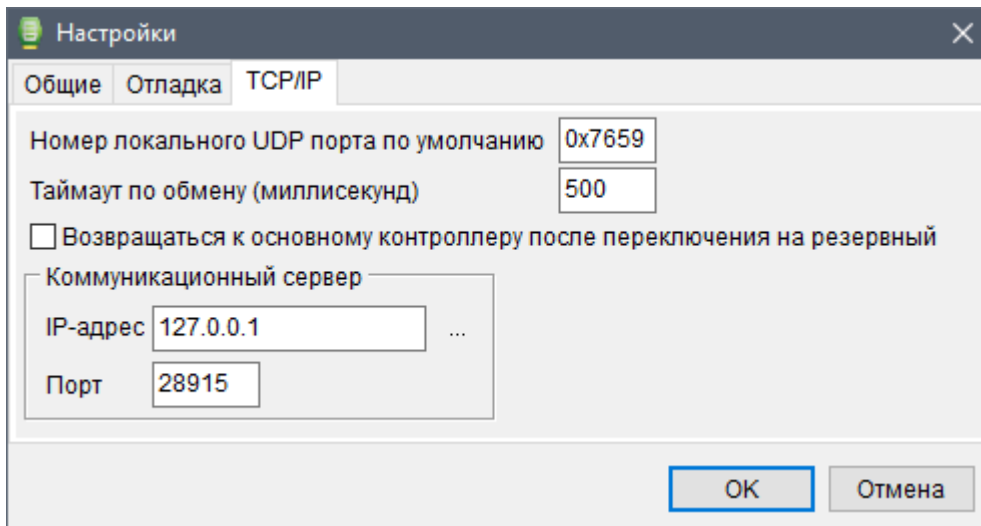 Настройки
Общие Отладка TCP/IP
Номер локального UDP порта по умолчанию 0x7659
Таймаут по обмену (миллисекунд) 500
Возвращаться к основному контроллеру после переключения на резервный
Коммуникационный сервер
IP-адрес 127.0.0.1 ...
Порт 28915
OK Отмена